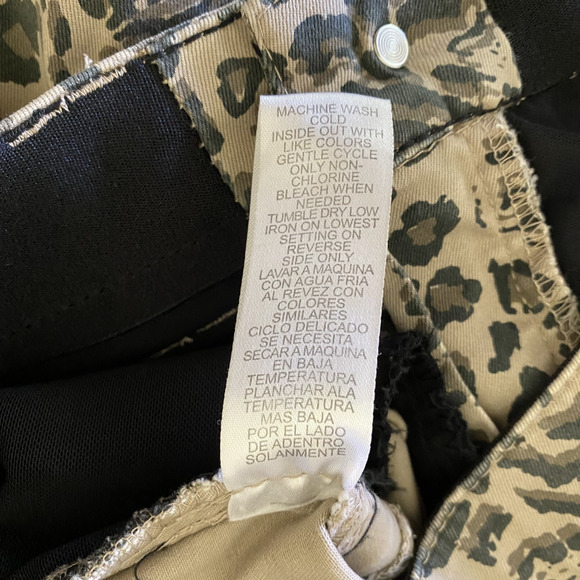 MACHINE WASH
COLD
INSIDE OUT WITH
LIKE COLORS
GENTLE CYCLE
ONLY NON-
CHLORINE
BLEACH WHEN
NEEDED
TUMBLE DRY LOW
IRON ON LOWEST
SETTING ON
REVERSE
SIDE ONLY
LAVAR A MAQUINA
CON AGUA FRIA
AL REVEZ CON
COLORES
SIMILARES
CICLO DELICADO
SE NECESITA
SECAR A MAQUINA
EN BAJA
TEMPERATURA
PLANCHAR ALA
TEMPERATURA
MAS BAJA
POR EL LADO
DE ADENTRO
SOLANMENTE